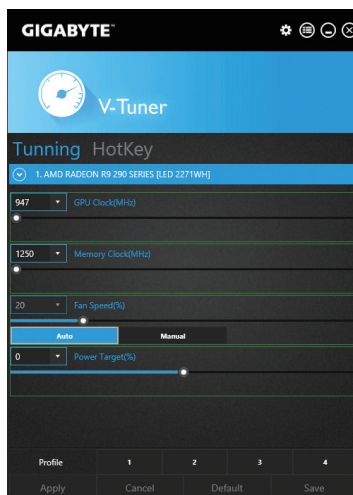 GIGABYTE™
V-Tuner
Tunning HotKey
1. AMD RADEON R9 290 SERIES [LED 2271WH]
947 GPU Clock(MHz)
1250 Memory Clock(MHz)
20 Fan Speed(%)
Auto Manual
0 Power Target(%)
Profile 1 2 3 4
Apply Cancel Default Save